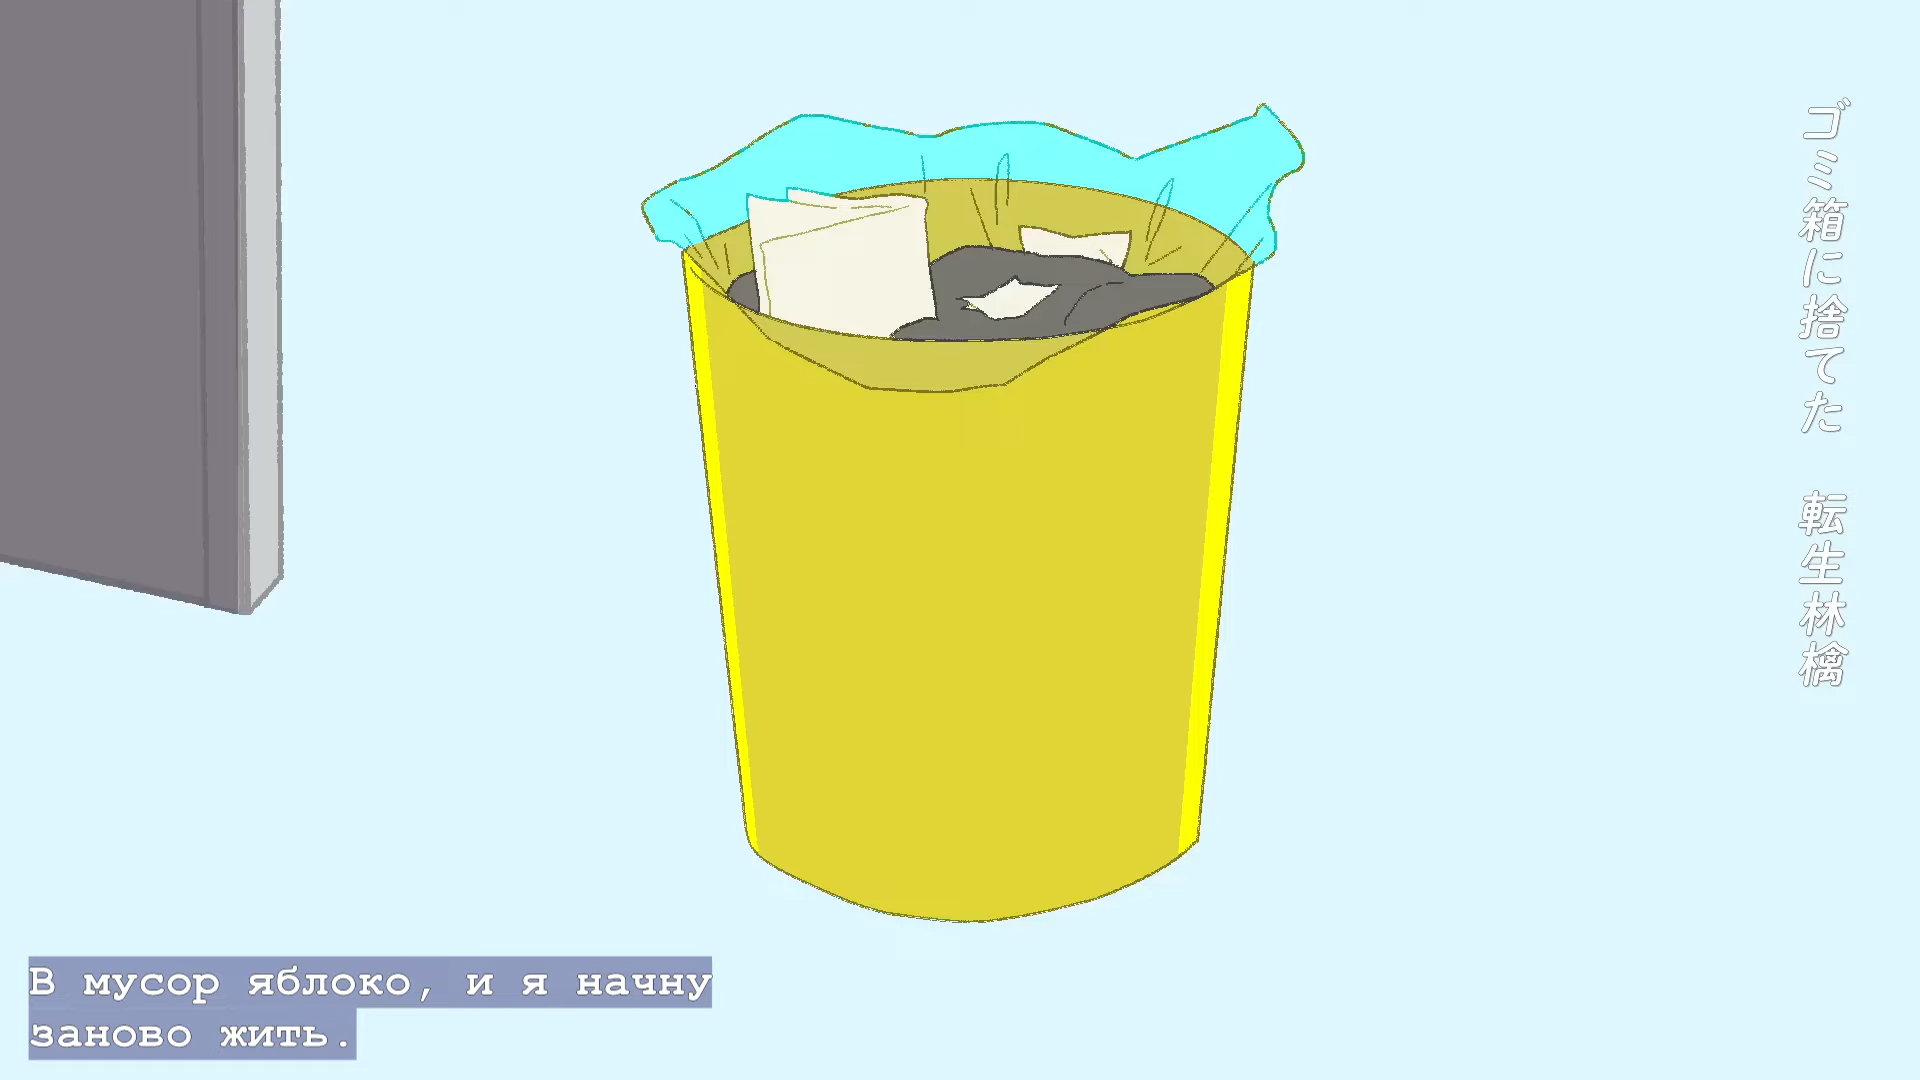 ゴミ箱に捨てた　転生林檎
В мусор яблоко, и я начну
заново жить.